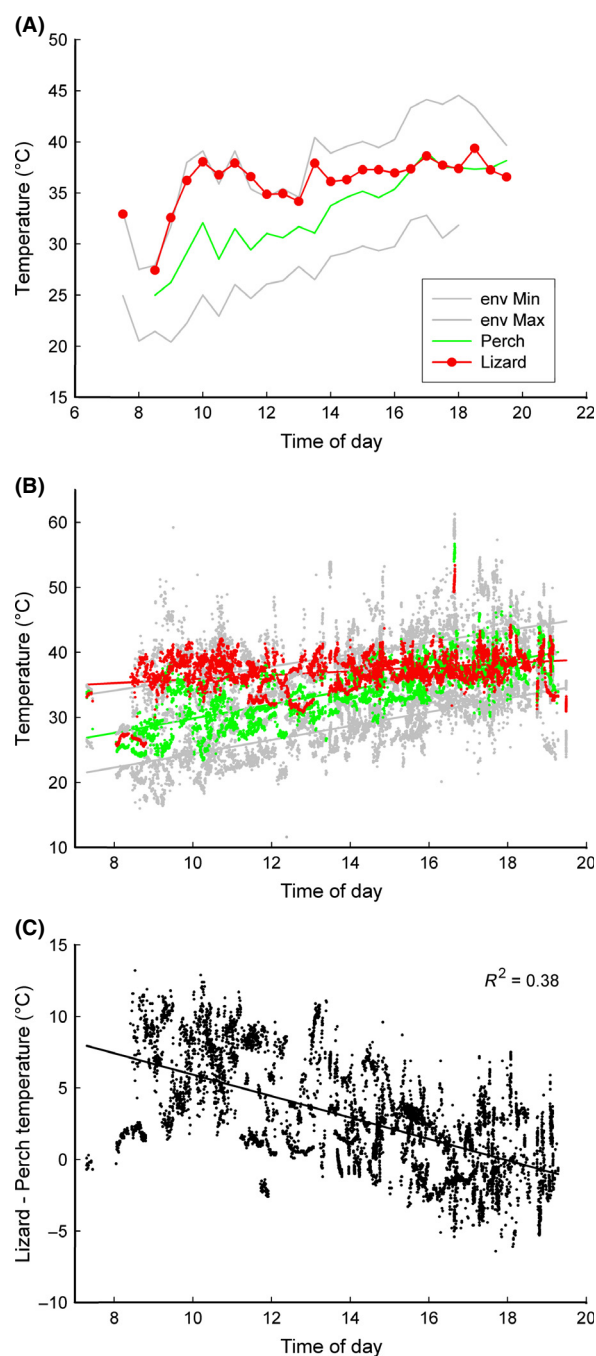 (A)
50
45
40
35
30
25
20
15
Temperature (°C)
env Min
env Max
Perch
Lizard
6 8 10 12 14 16 18 20 22
Time of day
(B)
60
50
40
30
20
10
Temperature (°C)
8 10 12 14 16 18 20
Time of day
(C)
15
10
5
0
−5
−10
Lizard - Perch temperature (°C)
R² = 0.38
8 10 12 14 16 18 20
Time of day